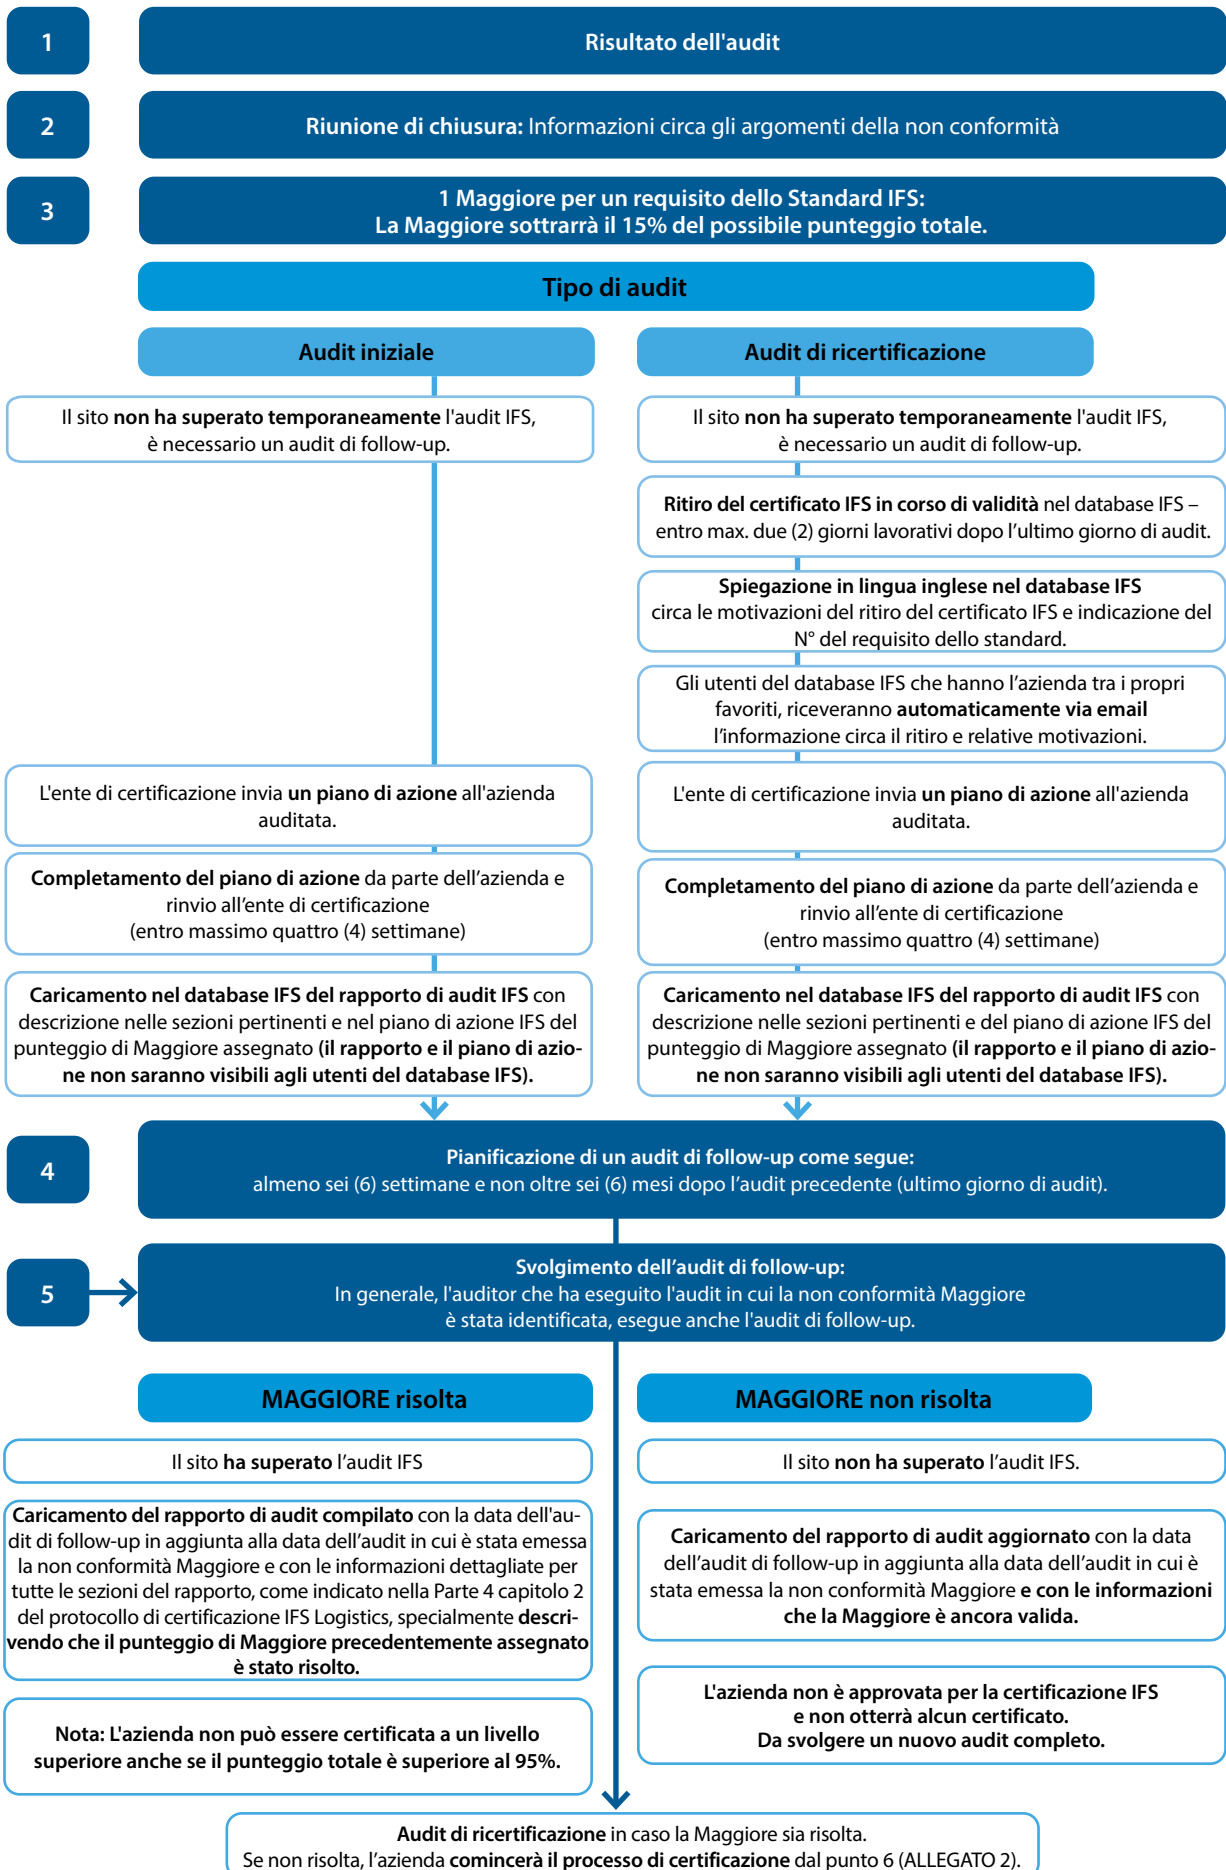 1
Risultato dell'audit
2
Riunione di chiusura: Informazioni circa gli argomenti della non conformità
3
1 Maggiore per un requisito dello Standard IFS:
La Maggiore sottrarrà il 15% del possibile punteggio totale.
Tipo di audit
Audit iniziale
Il sito non ha superato temporaneamente l'audit IFS,
è necessario un audit di follow-up.
L'ente di certificazione invia un piano di azione all'azienda
auditata.
Completamento del piano di azione da parte dell’azienda e
rinvio all’ente di certificazione
(entro massimo quattro (4) settimane)
Caricamento nel database IFS del rapporto di audit IFS con
descrizione nelle sezioni pertinenti e nel piano di azione IFS del
punteggio di Maggiore assegnato (il rapporto e il piano di azio-
ne non saranno visibili agli utenti del database IFS).
Audit di ricertificazione
Il sito non ha superato temporaneamente l'audit IFS,
è necessario un audit di follow-up.
Ritiro del certificato IFS in corso di validità nel database IFS –
entro max. due (2) giorni lavorativi dopo l’ultimo giorno di audit.
Spiegazione in lingua inglese nel database IFS
circa le motivazioni del ritiro del certificato IFS e indicazione del
N° del requisito dello standard.
Gli utenti del database IFS che hanno l’azienda tra i propri
favoriti, riceveranno automaticamente via email
l’informazione circa il ritiro e relative motivazioni.
L'ente di certificazione invia un piano di azione all'azienda
auditata.
Completamento del piano di azione da parte dell’azienda e
rinvio all’ente di certificazione
(entro massimo quattro (4) settimane)
Caricamento nel database IFS del rapporto di audit IFS con
descrizione nelle sezioni pertinenti e del piano di azione IFS del
punteggio di Maggiore assegnato (il rapporto e il piano di azio-
ne non saranno visibili agli utenti del database IFS).
4
Pianificazione di un audit di follow-up come segue:
almeno sei (6) settimane e non oltre sei (6) mesi dopo l’audit precedente (ultimo giorno di audit).
5
Svolgimento dell’audit di follow-up:
In generale, l'auditor che ha eseguito l'audit in cui la non conformità Maggiore
è stata identificata, esegue anche l'audit di follow-up.
MAGGIORE risolta
Il sito ha superato l’audit IFS
Caricamento del rapporto di audit compilato con la data dell'au-
dit di follow-up in aggiunta alla data dell’audit in cui è stata emessa
la non conformità Maggiore e con le informazioni dettagliate per
tutte le sezioni del rapporto, come indicato nella Parte 4 capitolo 2
del protocollo di certificazione IFS Logistics, specialmente descri-
vendo che il punteggio di Maggiore precedentemente assegnato
è stato risolto.
Nota: L'azienda non può essere certificata a un livello
superiore anche se il punteggio totale è superiore al 95%.
MAGGIORE non risolta
Il sito non ha superato l’audit IFS.
Caricamento del rapporto di audit aggiornato con la data
dell’audit di follow-up in aggiunta alla data dell’audit in cui è
stata emessa la non conformità Maggiore e con le informazioni
che la Maggiore è ancora valida.
L'azienda non è approvata per la certificazione IFS
e non otterrà alcun certificato.
Da svolgere un nuovo audit completo.
Audit di ricertificazione in caso la Maggiore sia risolta.
Se non risolta, l’azienda comincerà il processo di certificazione dal punto 6 (ALLEGATO 2).